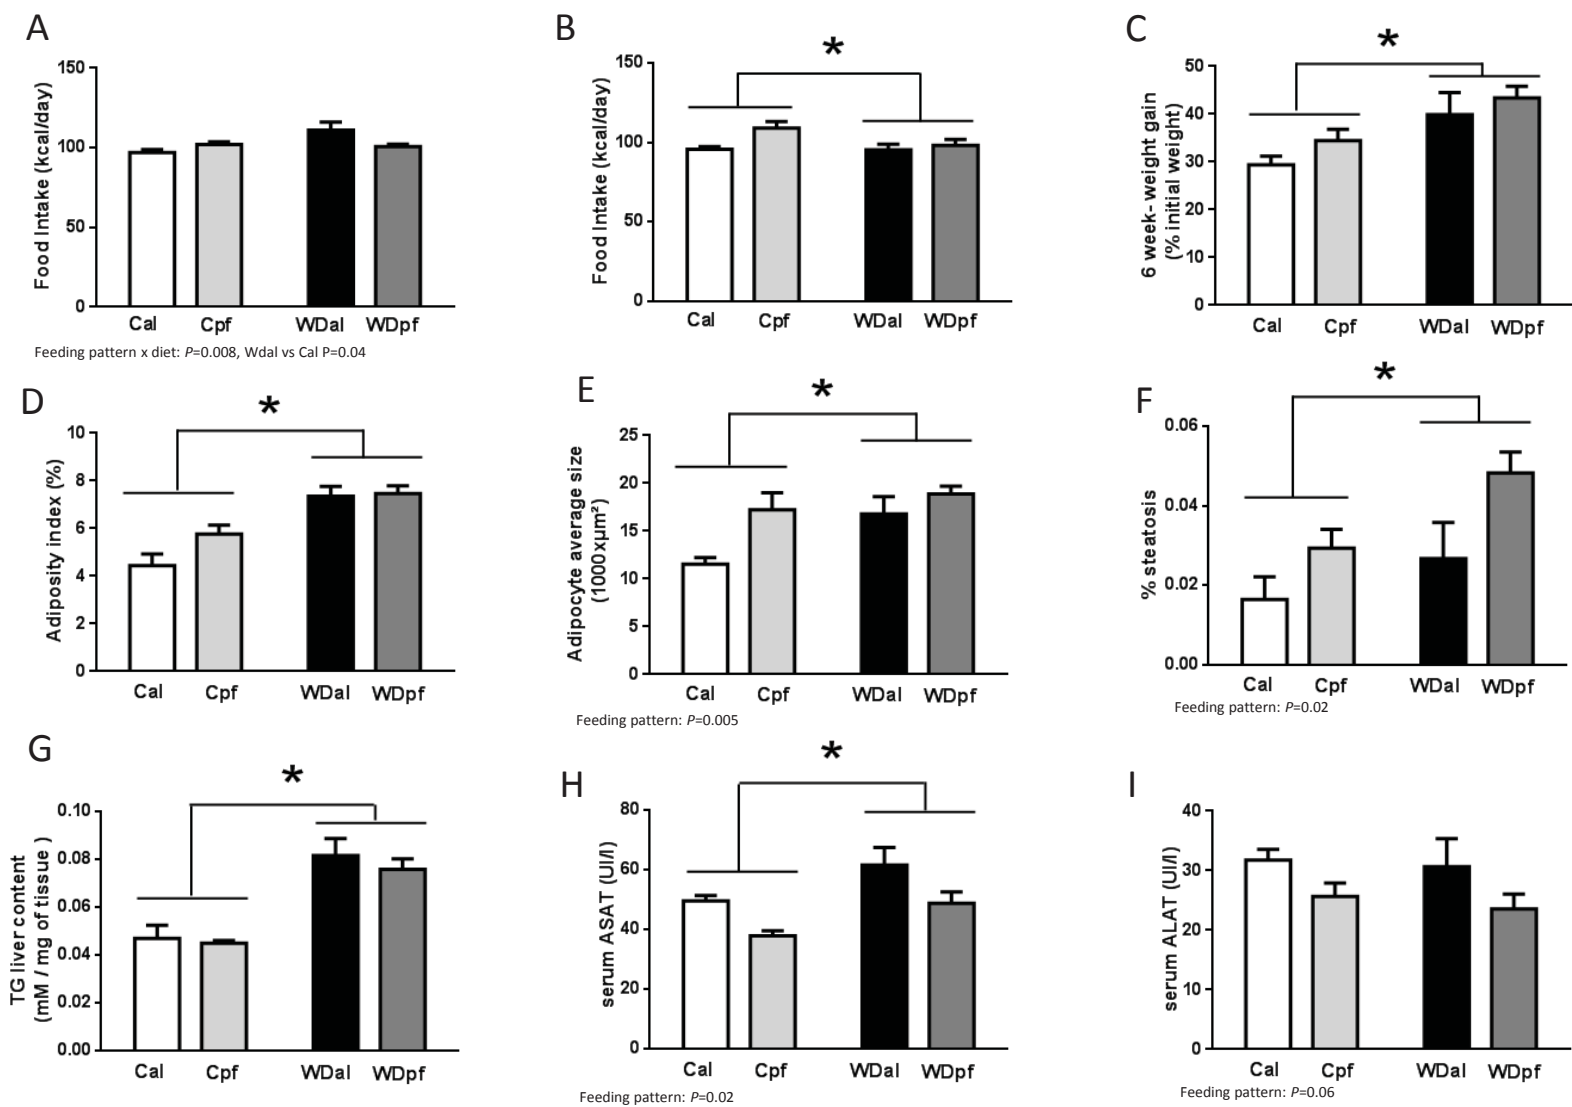 A
Food Intake (kcal/day)
150
100
50
0
Cal
Cpf
WDal
WDpf
Feeding pattern x diet: P=0.008, Wdal vs Cal P=0.04
B
*
Food Intake (kcal/day)
150
100
50
0
Cal
Cpf
WDal
WDpf
C
*
6 week- weight gain
(% initial weight)
50
40
30
20
10
0
Cal
Cpf
WDal
WDpf
D
*
Adiposity index (%)
10
8
6
4
2
0
Cal
Cpf
WDal
WDpf
E
*
Adipocyte average size
(1000xµm²)
25
20
15
10
5
0
Cal
Cpf
WDal
WDpf
Feeding pattern: P=0.005
F
*
% steatosis
0.06
0.04
0.02
0.00
Cal
Cpf
WDal
WDpf
Feeding pattern: P=0.02
G
*
TG liver content
(mM / mg of tissue )
0.10
0.08
0.06
0.04
0.02
0.00
Cal
Cpf
WDal
WDpf
H
*
serum ASAT (UI/l)
80
60
40
20
0
Cal
Cpf
WDal
WDpf
Feeding pattern: P=0.02
I
serum ALAT (UI/l)
40
30
20
10
0
Cal
Cpf
WDal
WDpf
Feeding pattern: P=0.06